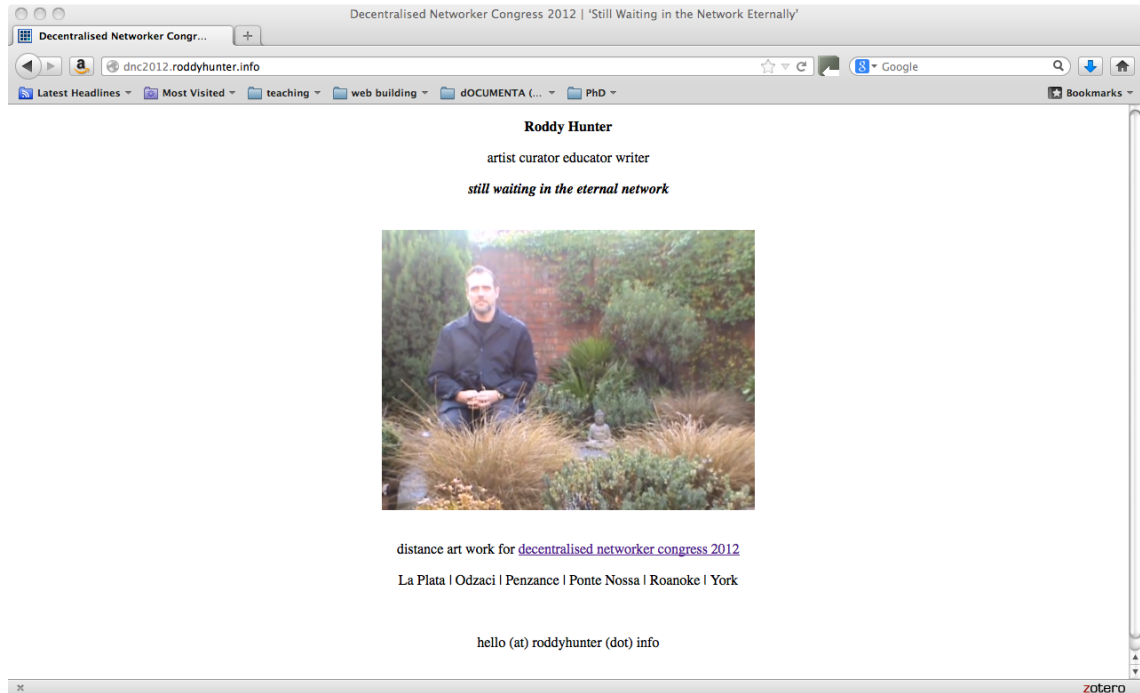 Decentralised Networker Congress 2012 | 'Still Waiting in the Network Eternally'
Decentralised Networker Congr...
dnc2012.roddyhunter.info
Google
Latest Headlines Most Visited teaching web building dOCUMENTA (... PhD Bookmarks
Roddy Hunter
artist curator educator writer
still waiting in the eternal network
distance art work for decentralised networker congress 2012
La Plata | Odzaci | Penzance | Ponte Nossa | Roanoke | York
hello (at) roddyhunter (dot) info
zotero